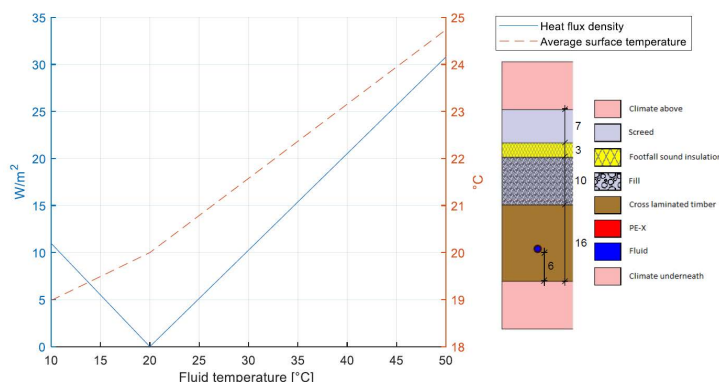 35
30
25
20
15
10
5
0
W/m²
10 15 20 25 30 35 40 45 50
Fluid temperature [°C]
25
24
23
22
21
20
19
18
°C
Heat flux density
Average surface temperature
7
3
10
16
6
Climate above
Screed
Footfall sound insulation
Fill
Cross laminated timber
PE-X
Fluid
Climate underneath